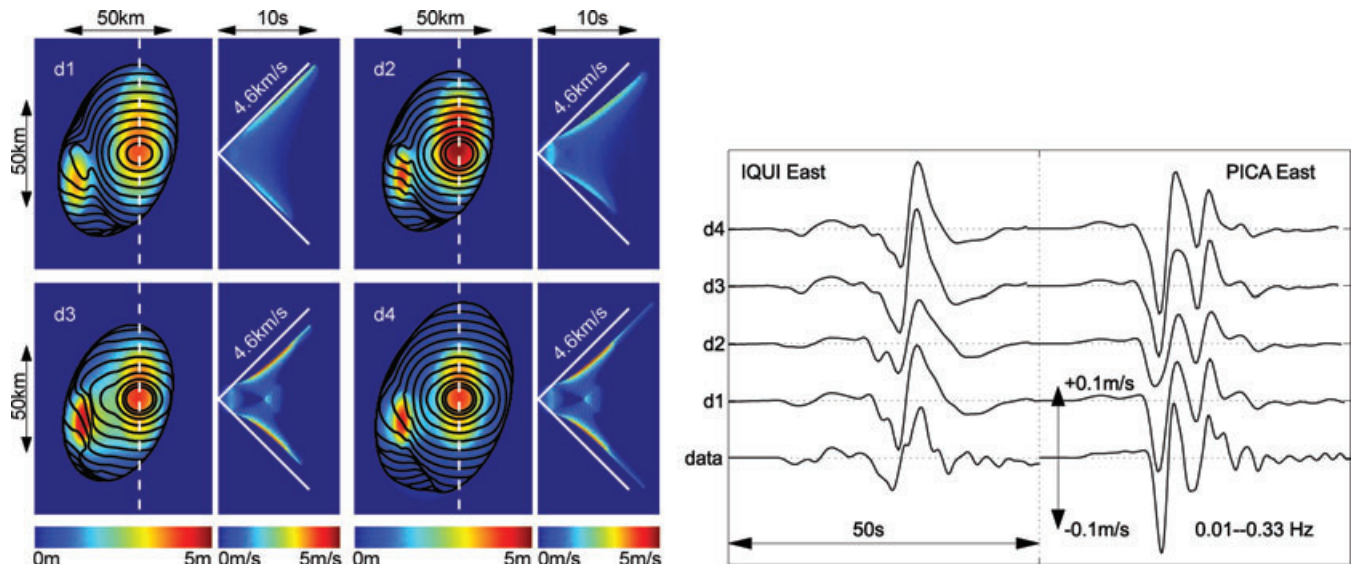 50km
10s
50km
10s
d1
4.6km/s
d2
4.6km/s
50km
d3
4.6km/s
d4
4.6km/s
50km
0m
5m
0m/s
5m/s
0m
5m
0m/s
5m/s
IQUI East
PICA East
d4
d3
d2
d1
+0.1m/s
data
-0.1m/s
0.01--0.33 Hz
50s